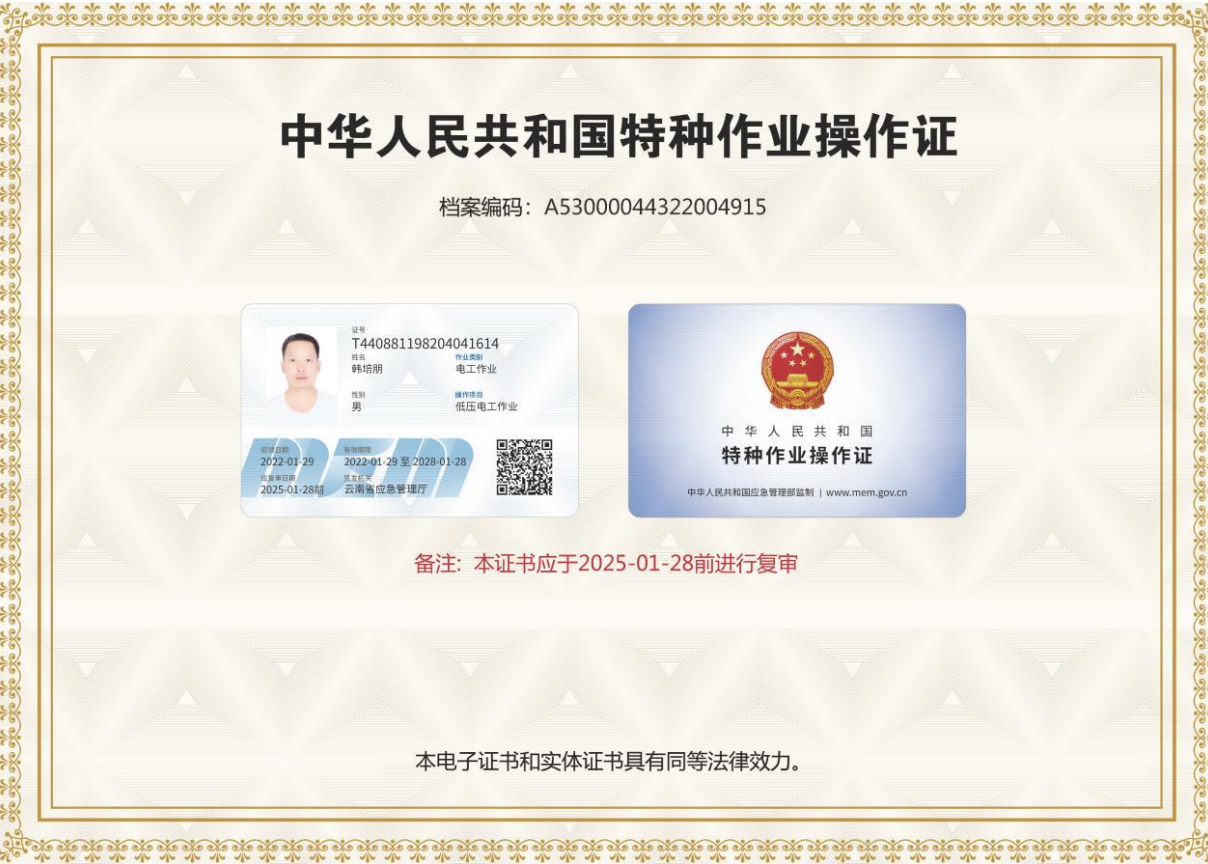 中华人民共和国特种作业操作证
档案编码：A53000044322004915
证号
T440881198204041614
姓名
韩培朋
作业类别
电工作业
性别
男
操作项目
低压电工作业
初领日期
2022-01-29
有效期限
2022-01-29 至 2028-01-28
应复审日期
2025-01-28前
签发机关
云南省应急管理厅
中华人民共和国
特种作业操作证
中华人民共和国应急管理部监制 | www.mem.gov.cn
备注: 本证书应于2025-01-28前进行复审
本电子证书和实体证书具有同等法律效力。